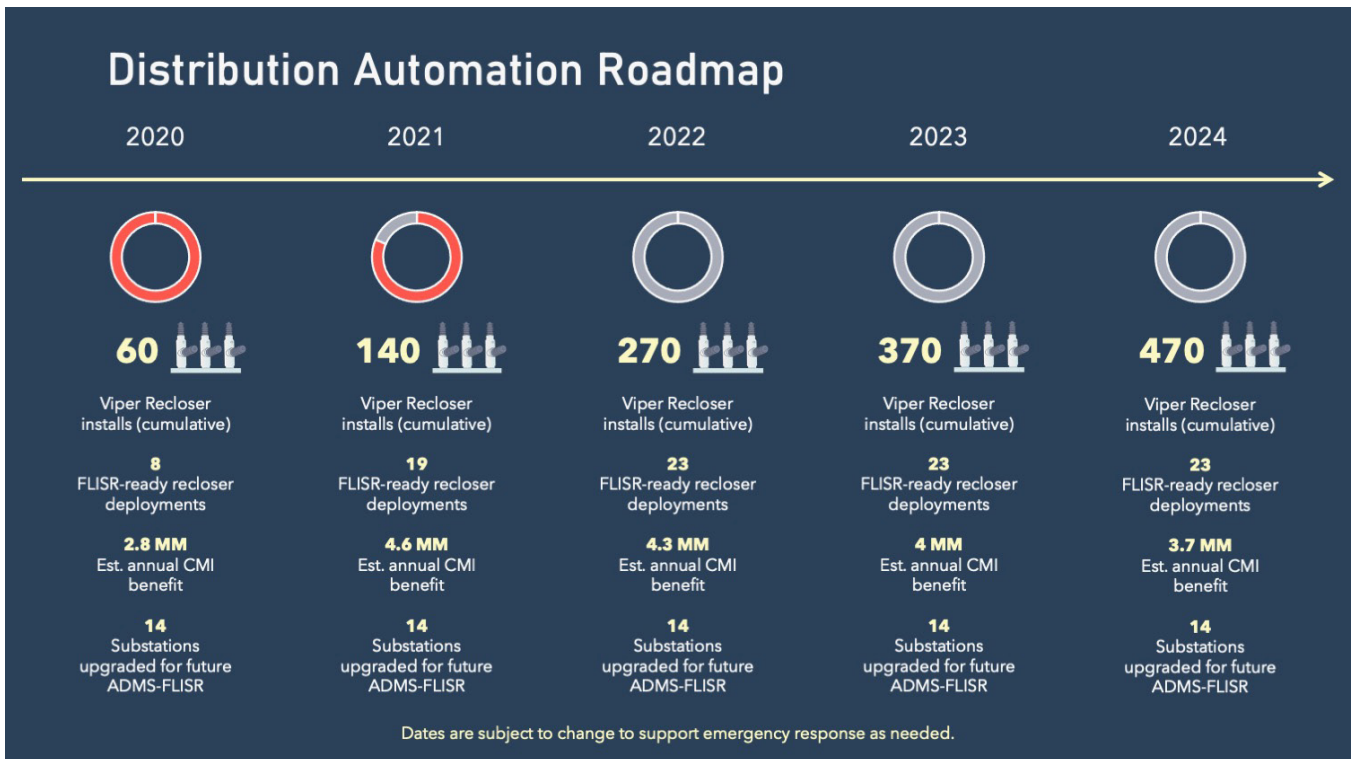 Distribution Automation Roadmap
2020
2021
2022
2023
2024
60
Viper Recloser
installs (cumulative)
8
FLISR-ready recloser
deployments
2.8 MM
Est. annual CMI
benefit
14
Substations
upgraded for future
ADMS-FLISR
140
Viper Recloser
installs (cumulative)
19
FLISR-ready recloser
deployments
4.6 MM
Est. annual CMI
benefit
14
Substations
upgraded for future
ADMS-FLISR
270
Viper Recloser
installs (cumulative)
23
FLISR-ready recloser
deployments
4.3 MM
Est. annual CMI
benefit
14
Substations
upgraded for future
ADMS-FLISR
370
Viper Recloser
installs (cumulative)
23
FLISR-ready recloser
deployments
4 MM
Est. annual CMI
benefit
14
Substations
upgraded for future
ADMS-FLISR
470
Viper Recloser
installs (cumulative)
23
FLISR-ready recloser
deployments
3.7 MM
Est. annual CMI
benefit
14
Substations
upgraded for future
ADMS-FLISR
Dates are subject to change to support emergency response as needed.